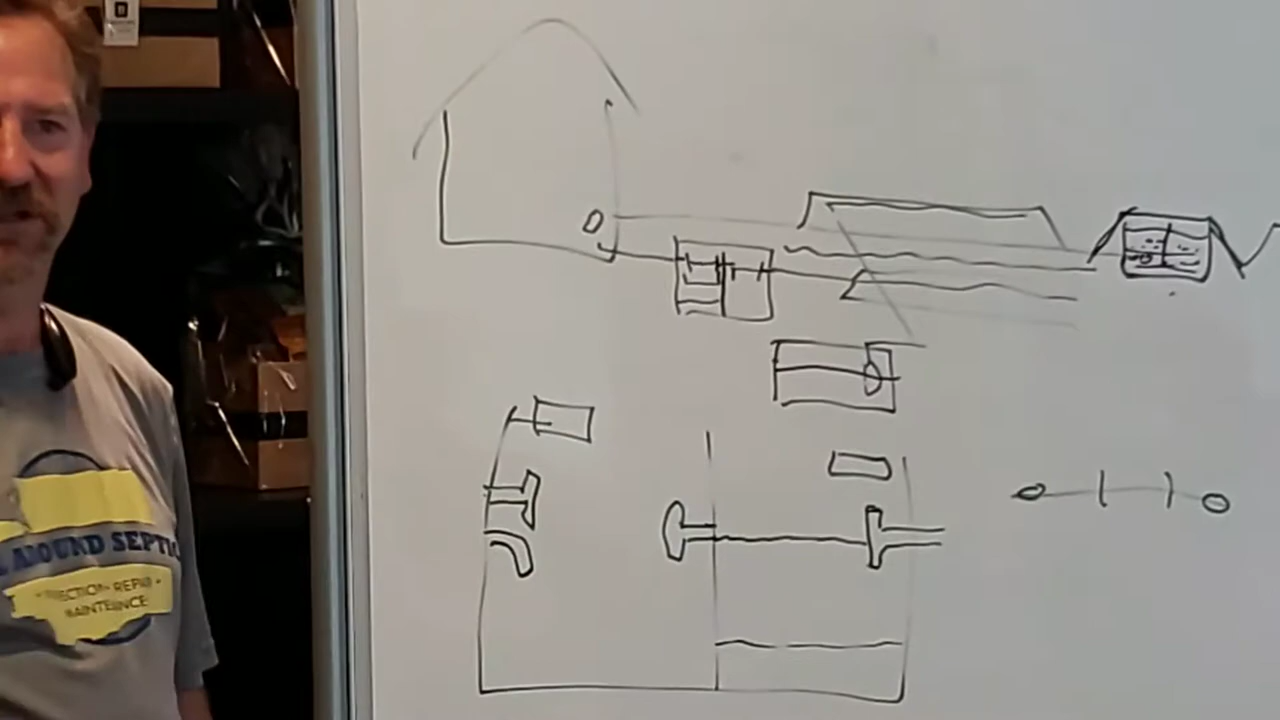 AROUND SEPTIC
INSPECTION - REPAIR -
MAINTENANCE